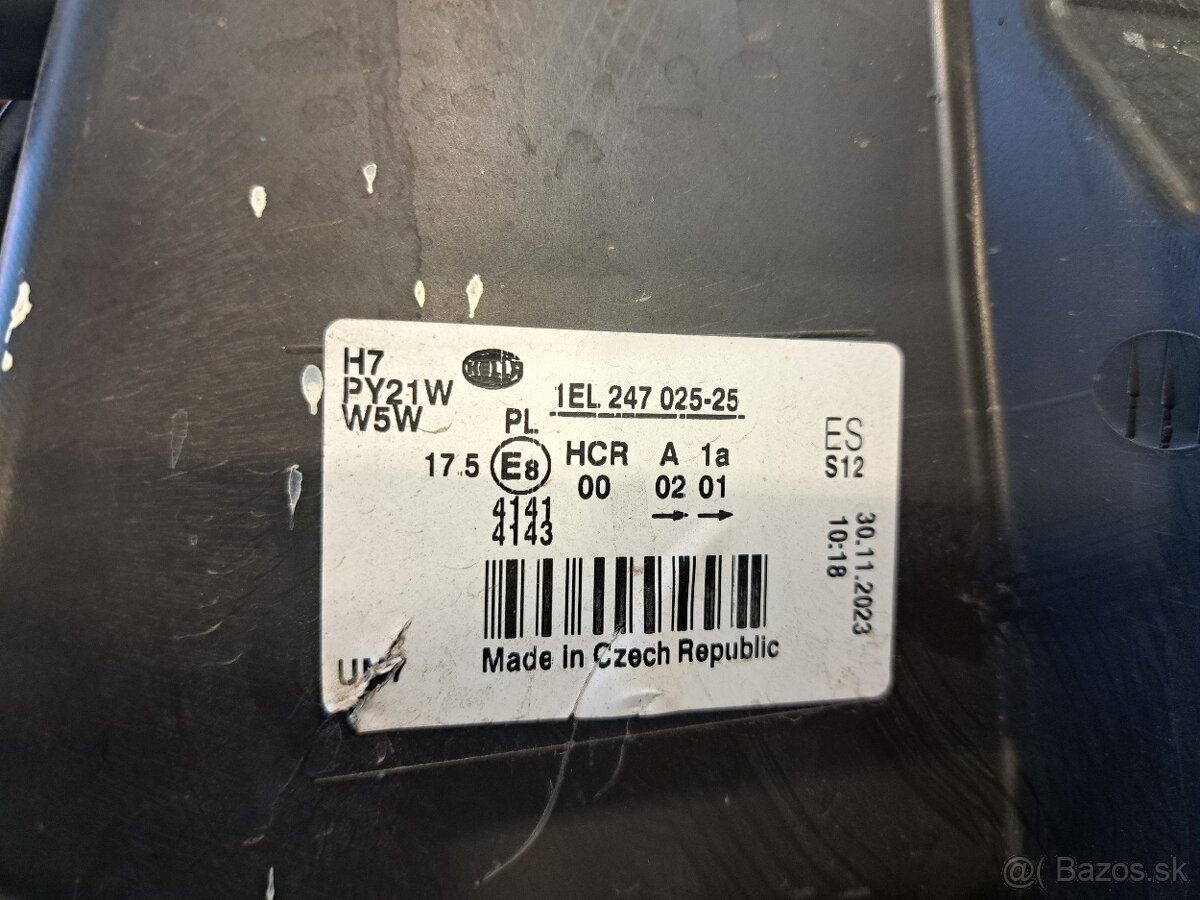 H7
PY21W
W5W
HELLA
1EL 247 025-25
PL
17.5 E8 HCR A 1a
00 02 01
4141
4143
ES
S12
30.11.2023
10:18
Made in Czech Republic
@( Bazos.sk